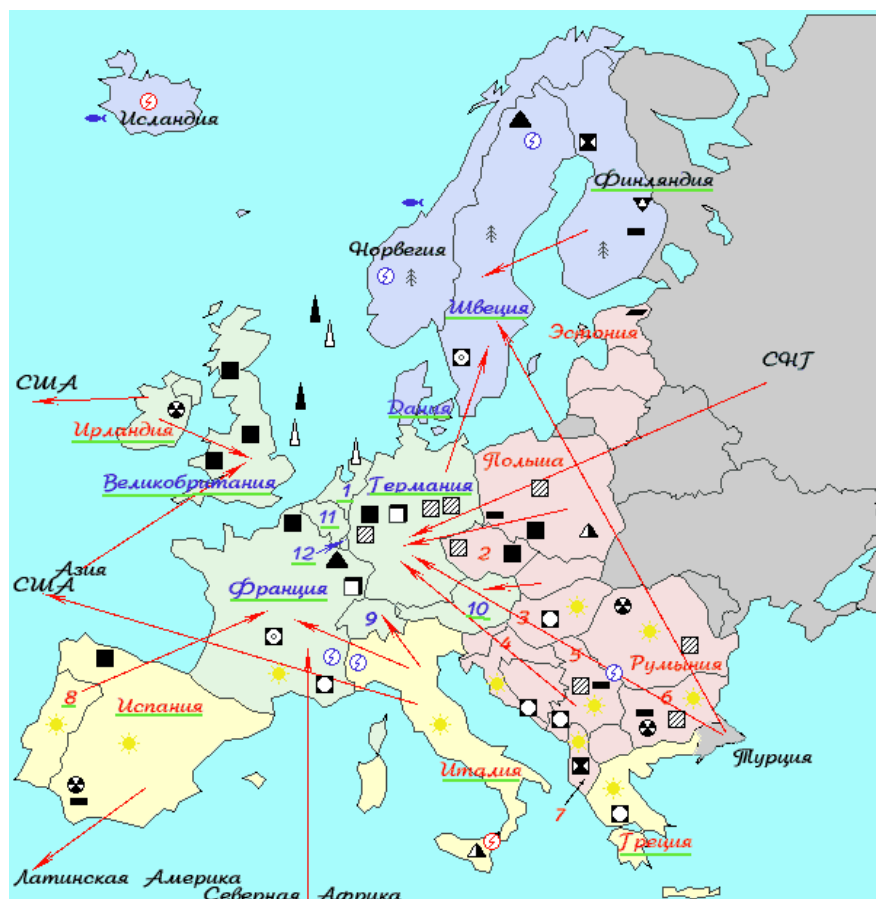 Исландия
Финляндия
Норвегия
Швеция
Эстония
СНГ
США
Дания
Ирландия
Польша
Великобритания
1
Германия
11
2
12
Азия
США
Франция
9
10
3
4
5
Румыния
8
Испания
6
Турция
Италия
7
Греция
Латинская Америка
Северная Африка